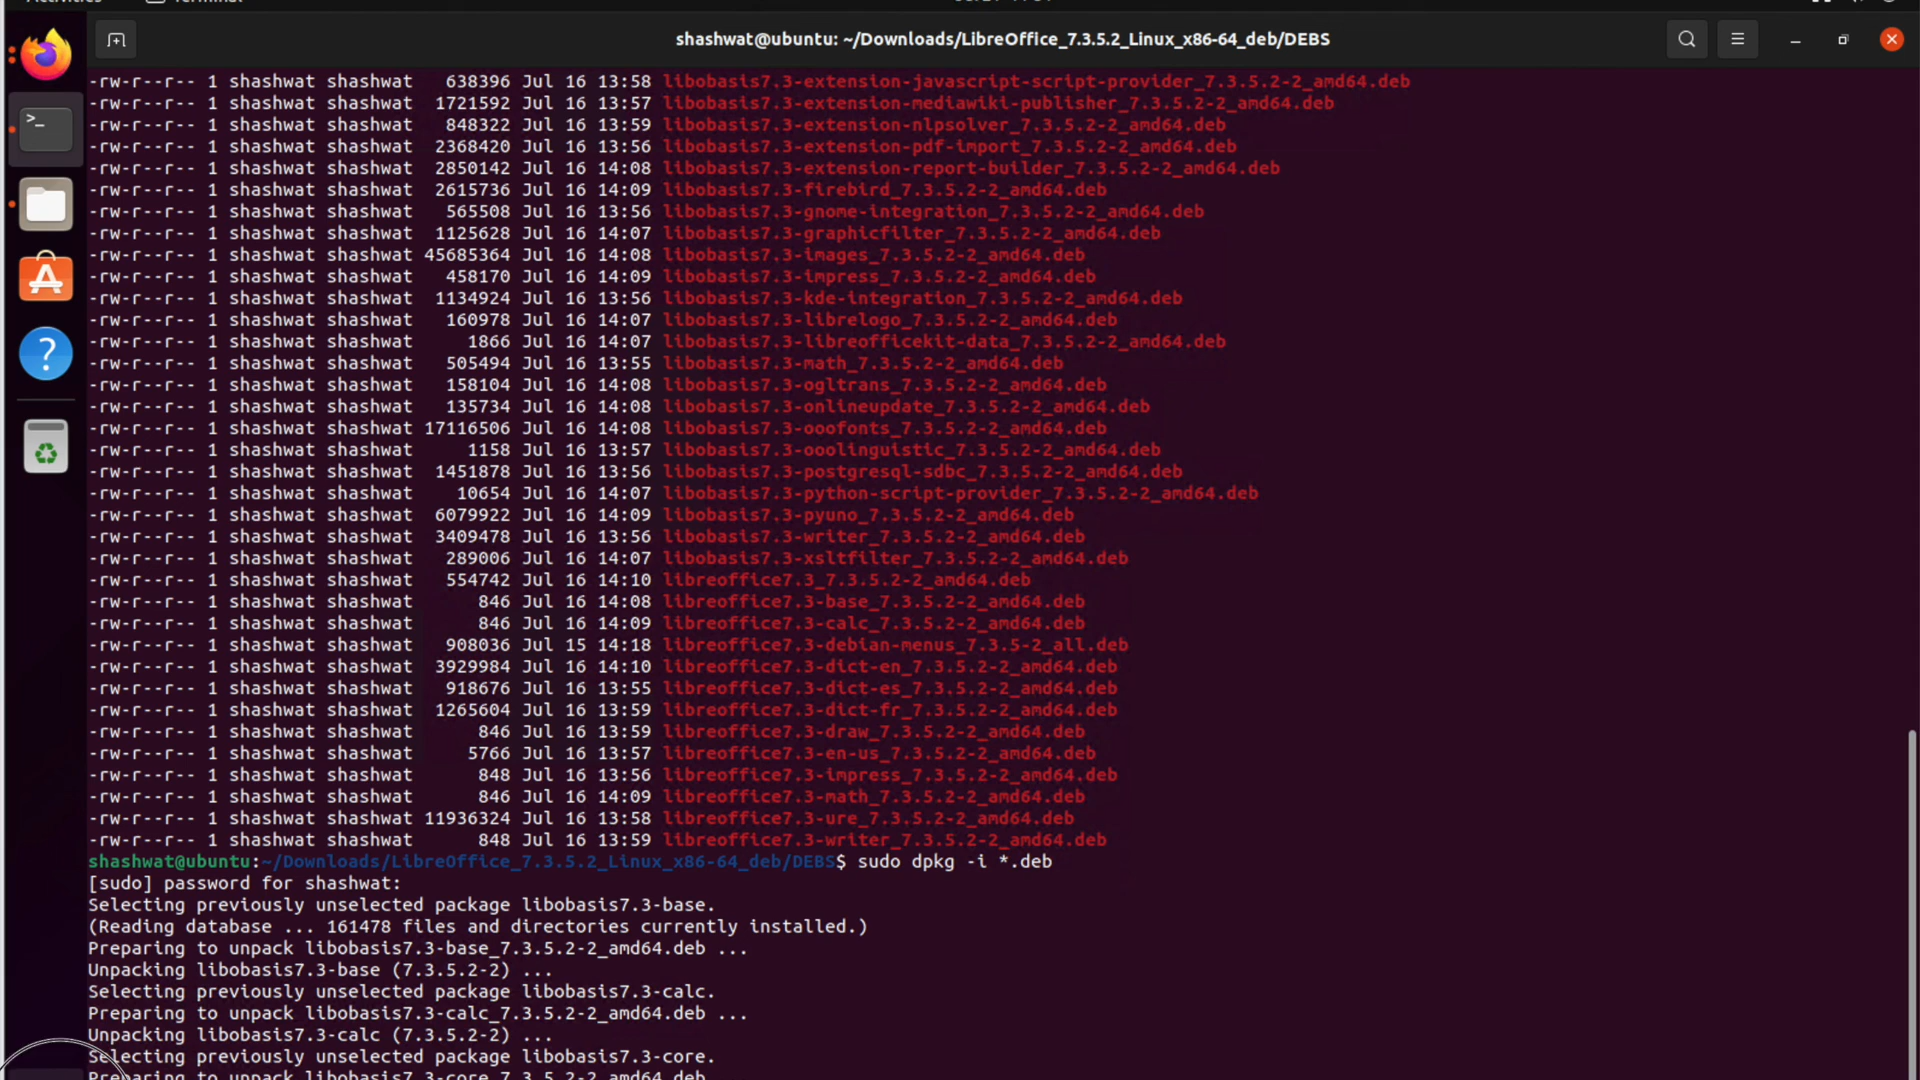 Activities Terminal
shashwat@ubuntu: ~/Downloads/LibreOffice_7.3.5.2_Linux_x86-64_deb/DEBS
-rw-r--r-- 1 shashwat shashwat 638396 Jul 16 13:58 libobasis7.3-extension-javascript-script-provider_7.3.5.2-2_amd64.deb
-rw-r--r-- 1 shashwat shashwat 1721592 Jul 16 13:57 libobasis7.3-extension-mediawiki-publisher_7.3.5.2-2_amd64.deb
-rw-r--r-- 1 shashwat shashwat 848322 Jul 16 13:59 libobasis7.3-extension-nlpsolver_7.3.5.2-2_amd64.deb
-rw-r--r-- 1 shashwat shashwat 2368420 Jul 16 13:56 libobasis7.3-extension-pdf-import_7.3.5.2-2_amd64.deb
-rw-r--r-- 1 shashwat shashwat 2850142 Jul 16 14:08 libobasis7.3-extension-report-builder_7.3.5.2-2_amd64.deb
-rw-r--r-- 1 shashwat shashwat 2615736 Jul 16 14:09 libobasis7.3-firebird_7.3.5.2-2_amd64.deb
-rw-r--r-- 1 shashwat shashwat 565508 Jul 16 13:56 libobasis7.3-gnome-integration_7.3.5.2-2_amd64.deb
-rw-r--r-- 1 shashwat shashwat 1125628 Jul 16 14:07 libobasis7.3-graphicfilter_7.3.5.2-2_amd64.deb
-rw-r--r-- 1 shashwat shashwat 45685364 Jul 16 14:08 libobasis7.3-images_7.3.5.2-2_amd64.deb
-rw-r--r-- 1 shashwat shashwat 458170 Jul 16 14:09 libobasis7.3-impress_7.3.5.2-2_amd64.deb
-rw-r--r-- 1 shashwat shashwat 1134924 Jul 16 13:56 libobasis7.3-kde-integration_7.3.5.2-2_amd64.deb
-rw-r--r-- 1 shashwat shashwat 160978 Jul 16 14:07 libobasis7.3-librelogo_7.3.5.2-2_amd64.deb
-rw-r--r-- 1 shashwat shashwat 1866 Jul 16 14:07 libobasis7.3-libreofficekit-data_7.3.5.2-2_amd64.deb
-rw-r--r-- 1 shashwat shashwat 505494 Jul 16 13:55 libobasis7.3-math_7.3.5.2-2_amd64.deb
-rw-r--r-- 1 shashwat shashwat 158104 Jul 16 14:08 libobasis7.3-ogltrans_7.3.5.2-2_amd64.deb
-rw-r--r-- 1 shashwat shashwat 135734 Jul 16 14:08 libobasis7.3-onlineupdate_7.3.5.2-2_amd64.deb
-rw-r--r-- 1 shashwat shashwat 17116506 Jul 16 14:08 libobasis7.3-ooofonts_7.3.5.2-2_amd64.deb
-rw-r--r-- 1 shashwat shashwat 1158 Jul 16 13:57 libobasis7.3-ooolinguistic_7.3.5.2-2_amd64.deb
-rw-r--r-- 1 shashwat shashwat 1451878 Jul 16 13:56 libobasis7.3-postgresql-sdbc_7.3.5.2-2_amd64.deb
-rw-r--r-- 1 shashwat shashwat 10654 Jul 16 14:07 libobasis7.3-python-script-provider_7.3.5.2-2_amd64.deb
-rw-r--r-- 1 shashwat shashwat 6079922 Jul 16 14:09 libobasis7.3-pyuno_7.3.5.2-2_amd64.deb
-rw-r--r-- 1 shashwat shashwat 3409478 Jul 16 13:56 libobasis7.3-writer_7.3.5.2-2_amd64.deb
-rw-r--r-- 1 shashwat shashwat 289006 Jul 16 14:07 libobasis7.3-xsltfilter_7.3.5.2-2_amd64.deb
-rw-r--r-- 1 shashwat shashwat 554742 Jul 16 14:10 libreoffice7.3_7.3.5.2-2_amd64.deb
-rw-r--r-- 1 shashwat shashwat 846 Jul 16 14:08 libreoffice7.3-base_7.3.5.2-2_amd64.deb
-rw-r--r-- 1 shashwat shashwat 846 Jul 16 14:09 libreoffice7.3-calc_7.3.5.2-2_amd64.deb
-rw-r--r-- 1 shashwat shashwat 908036 Jul 15 14:18 libreoffice7.3-debian-menus_7.3.5-2_all.deb
-rw-r--r-- 1 shashwat shashwat 3929984 Jul 16 14:10 libreoffice7.3-dict-en_7.3.5.2-2_amd64.deb
-rw-r--r-- 1 shashwat shashwat 918676 Jul 16 13:55 libreoffice7.3-dict-es_7.3.5.2-2_amd64.deb
-rw-r--r-- 1 shashwat shashwat 1265604 Jul 16 13:59 libreoffice7.3-dict-fr_7.3.5.2-2_amd64.deb
-rw-r--r-- 1 shashwat shashwat 846 Jul 16 13:59 libreoffice7.3-draw_7.3.5.2-2_amd64.deb
-rw-r--r-- 1 shashwat shashwat 5766 Jul 16 13:57 libreoffice7.3-en-us_7.3.5.2-2_amd64.deb
-rw-r--r-- 1 shashwat shashwat 848 Jul 16 13:56 libreoffice7.3-impress_7.3.5.2-2_amd64.deb
-rw-r--r-- 1 shashwat shashwat 846 Jul 16 14:09 libreoffice7.3-math_7.3.5.2-2_amd64.deb
-rw-r--r-- 1 shashwat shashwat 11936324 Jul 16 13:58 libreoffice7.3-ure_7.3.5.2-2_amd64.deb
-rw-r--r-- 1 shashwat shashwat 848 Jul 16 13:59 libreoffice7.3-writer_7.3.5.2-2_amd64.deb
shashwat@ubuntu:~/Downloads/LibreOffice_7.3.5.2_Linux_x86-64_deb/DEBS$ sudo dpkg -i *.deb
[sudo] password for shashwat:
Selecting previously unselected package libobasis7.3-base.
(Reading database ... 161478 files and directories currently installed.)
Preparing to unpack libobasis7.3-base_7.3.5.2-2_amd64.deb ...
Unpacking libobasis7.3-base (7.3.5.2-2) ...
Selecting previously unselected package libobasis7.3-calc.
Preparing to unpack libobasis7.3-calc_7.3.5.2-2_amd64.deb ...
Unpacking libobasis7.3-calc (7.3.5.2-2) ...
Selecting previously unselected package libobasis7.3-core.
Preparing to unpack libobasis7.3-core_7.3.5.2-2_amd64.deb